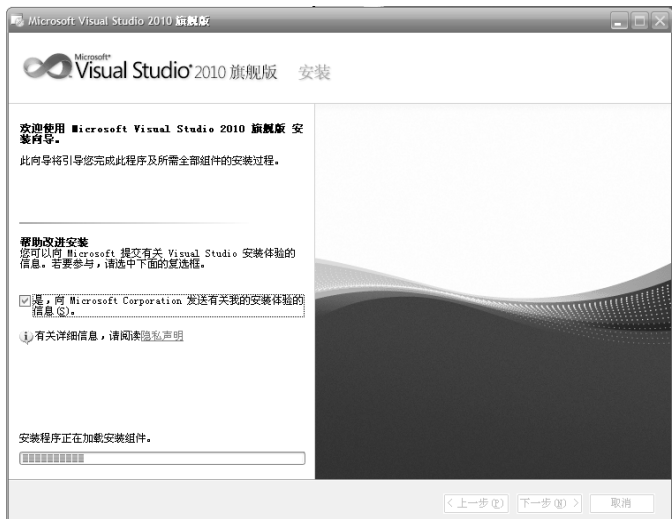 Microsoft Visual Studio 2010 旗舰版
Microsoft
Visual Studio 2010 旗舰版 安装
欢迎使用 Microsoft Visual Studio 2010 旗舰版 安
装向导。
此向导将引导您完成此程序及所需全部组件的安装过程。
帮助改进安装
您可以向 Microsoft 提交有关 Visual Studio 安装体验的
信息。若要参与，请选中下面的复选框。
是，向 Microsoft Corporation 发送有关我的安装体验的
信息(S)。
有关详细信息，请阅读隐私声明
安装程序正在加载安装组件。
< 上一步(P) 下一步(N) > 取消